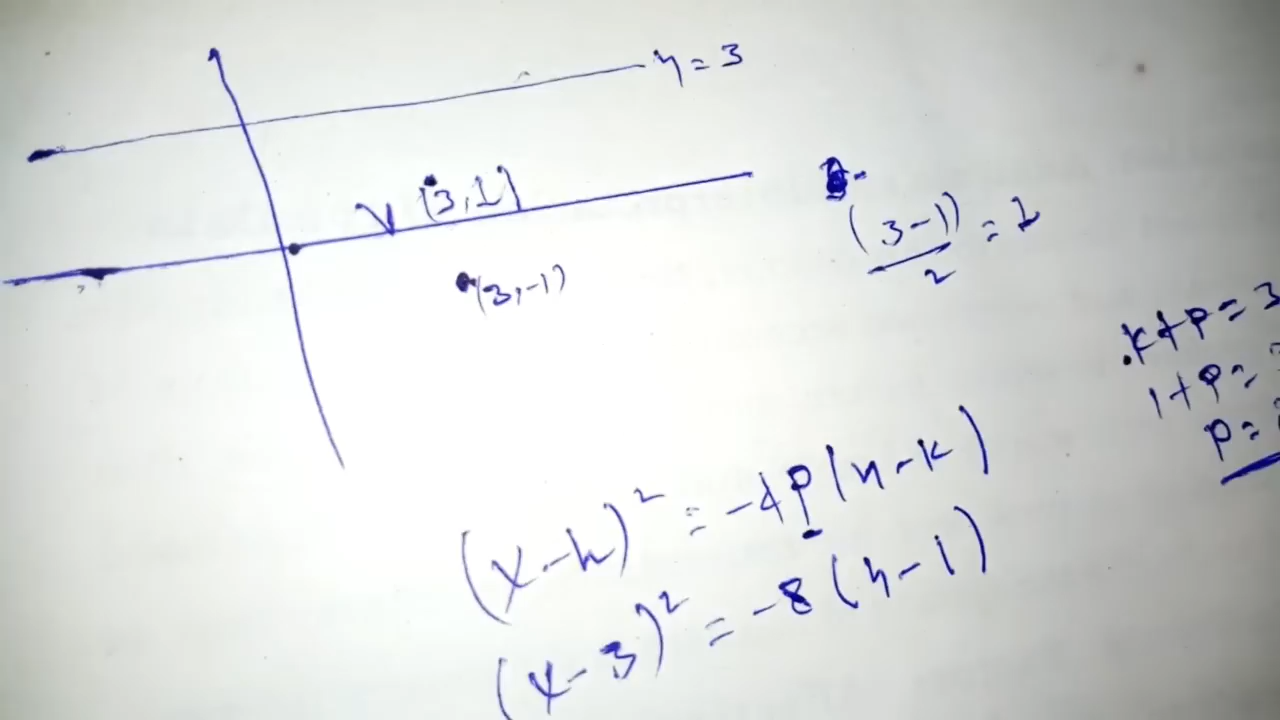 y = 3
V (3, 1)
(3, -1)
(3-1)/2 = 1
k+p = 3
1+p =
p =
(x-h)² = -4p(y-k)
(x-3)² = -8(y-1)